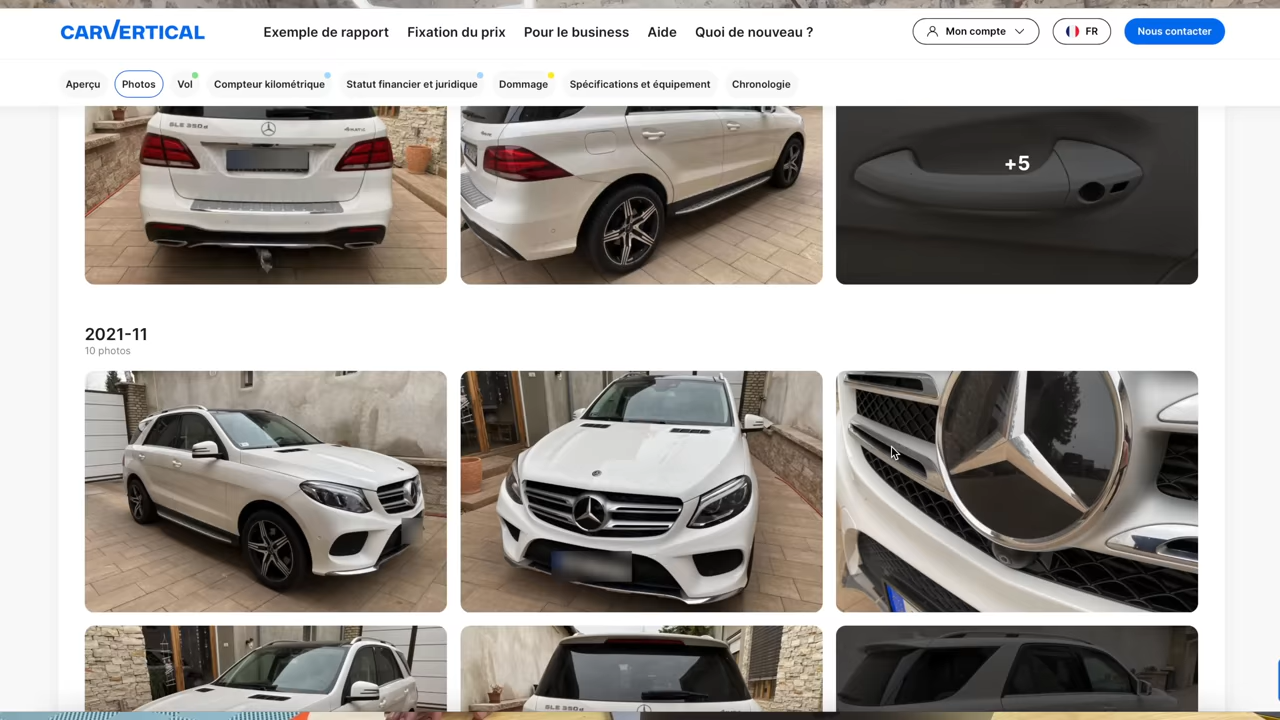 CARVERTICAL
Exemple de rapport
Fixation du prix
Pour le business
Aide
Quoi de neuveau ?
Mon compte
FR
Nous contacter
Aperçu
Photos
Vol
Compteur kilométrique
Statut financier et juridique
Dommage
Spécifications et équipement
Chronologie
GLE 350 d
4MATIC
+5
2021-11
10 photos
GLE 350 d